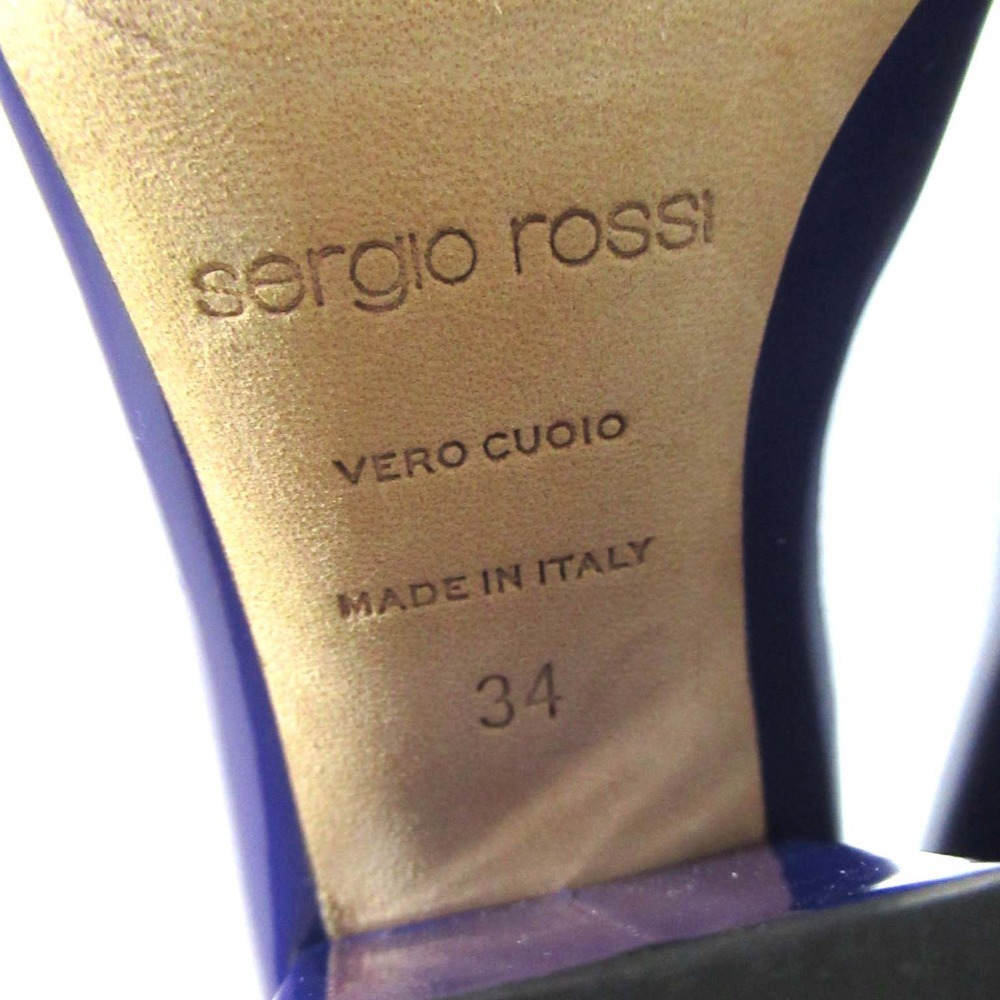 sergio rossi
VERO CUOIO
MADE IN ITALY
34